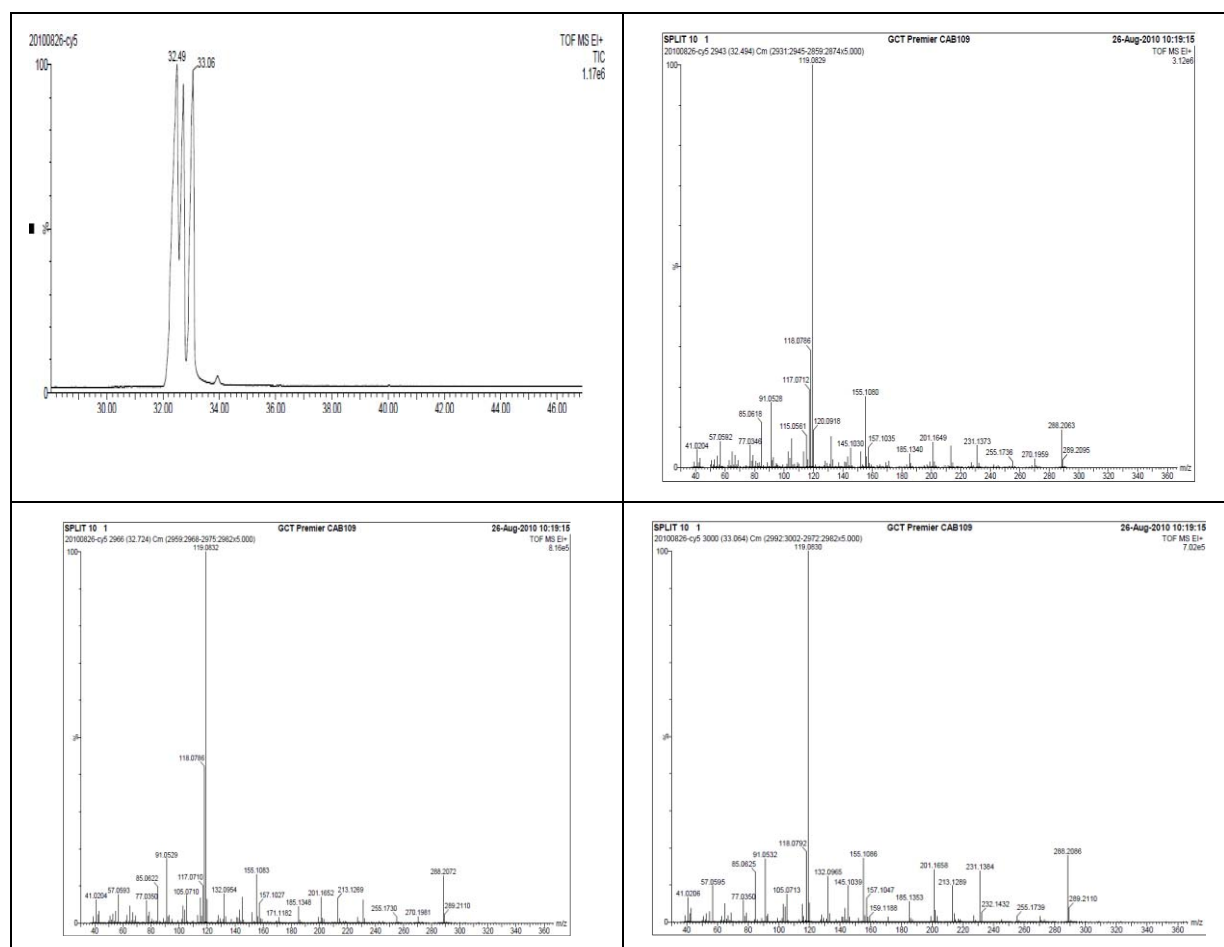 20100826-cy5
TOF MS EI+
TIC
1.17e6
100
32.49
33.06
%
0
30.00 32.00 34.00 36.00 38.00 40.00 42.00 44.00 46.00
SPLIT 10 1 GCT Premier CAB109 26-Aug-2010 10:19:15
20100826-cy5 2943 (32.494) Cm (2931:2945-2859:2874x5.000) TOF MS EI+
119.0829 3.12e6
100
%
118.0786
117.0712
91.0528
155.1080
85.0618
120.0918
288.2063
57.0592 115.0561
77.0346 157.1035 201.1649 231.1373
41.0204 145.1030 289.2095
185.1340 255.1736 270.1959
0 m/z
40 60 80 100 120 140 160 180 200 220 240 260 280 300 320 340 360
SPLIT 10 1 GCT Premier CAB109 26-Aug-2010 10:19:15
20100826-cy5 2966 (32.724) Cm (2959:2968-2975:2982x5.000) TOF MS EI+
119.0832 8.16e5
100
%
118.0786
91.0529
155.1083
288.2072
85.0622
117.0710
57.0593 105.0710 132.0954
41.0204 77.0350 157.1027 201.1652 213.1269
185.1348 289.2110
171.1182 255.1730 270.1981
0 m/z
40 60 80 100 120 140 160 180 200 220 240 260 280 300 320 340 360
SPLIT 10 1 GCT Premier CAB109 26-Aug-2010 10:19:15
20100826-cy5 3000 (33.064) Cm (2992:3002-2972:2982x5.000) TOF MS EI+
119.0830 7.02e5
100
%
118.0792
91.0532 155.1086 288.2086
85.0625
132.0965 201.1658 231.1384
57.0595 145.1039
105.0713 213.1289
41.0206 77.0350 157.1047
185.1353 289.2110
159.1188 232.1432 255.1739
0 m/z
40 60 80 100 120 140 160 180 200 220 240 260 280 300 320 340 360